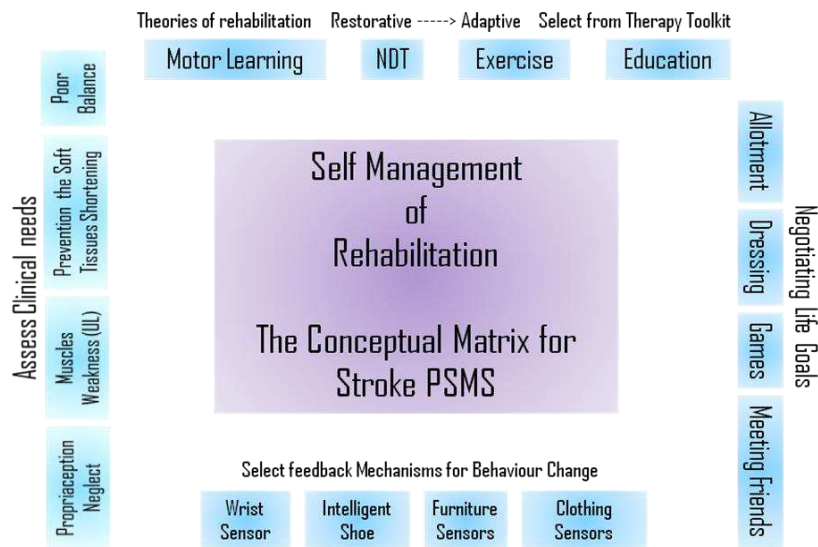 Theories of rehabilitation Restorative -----> Adaptive Select from Therapy Toolkit
Motor Learning
NDT
Exercise
Education
Assess Clinical needs
Poor
Balance
Prevention the Soft
Tissues Shortening
Muscles
Weakness (UL)
Propriaception
Neglect
Self Management
of
Rehabilitation
The Conceptual Matrix for
Stroke PSMS
Allotment
Dressing
Games
Meeting Friends
Negotiating Life Goals
Select feedback Mechanisms for Behaviour Change
Wrist
Sensor
Intelligent
Shoe
Furniture
Sensors
Clothing
Sensors